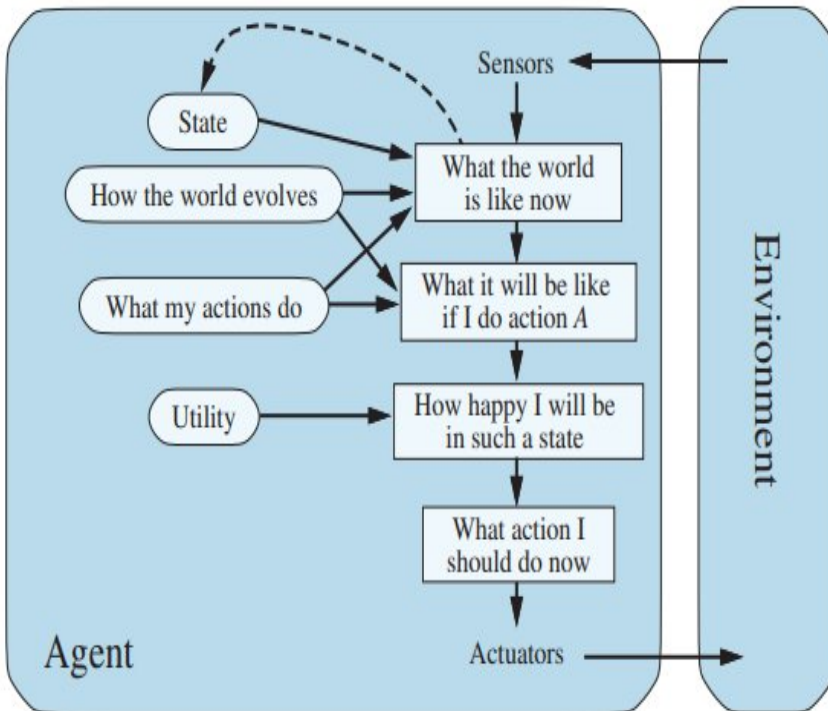 Sensors
State
What the world
is like now
How the world evolves
What my actions do
What it will be like
if I do action A
Utility
How happy I will be
in such a state
What action I
should do now
Agent
Actuators
Environment